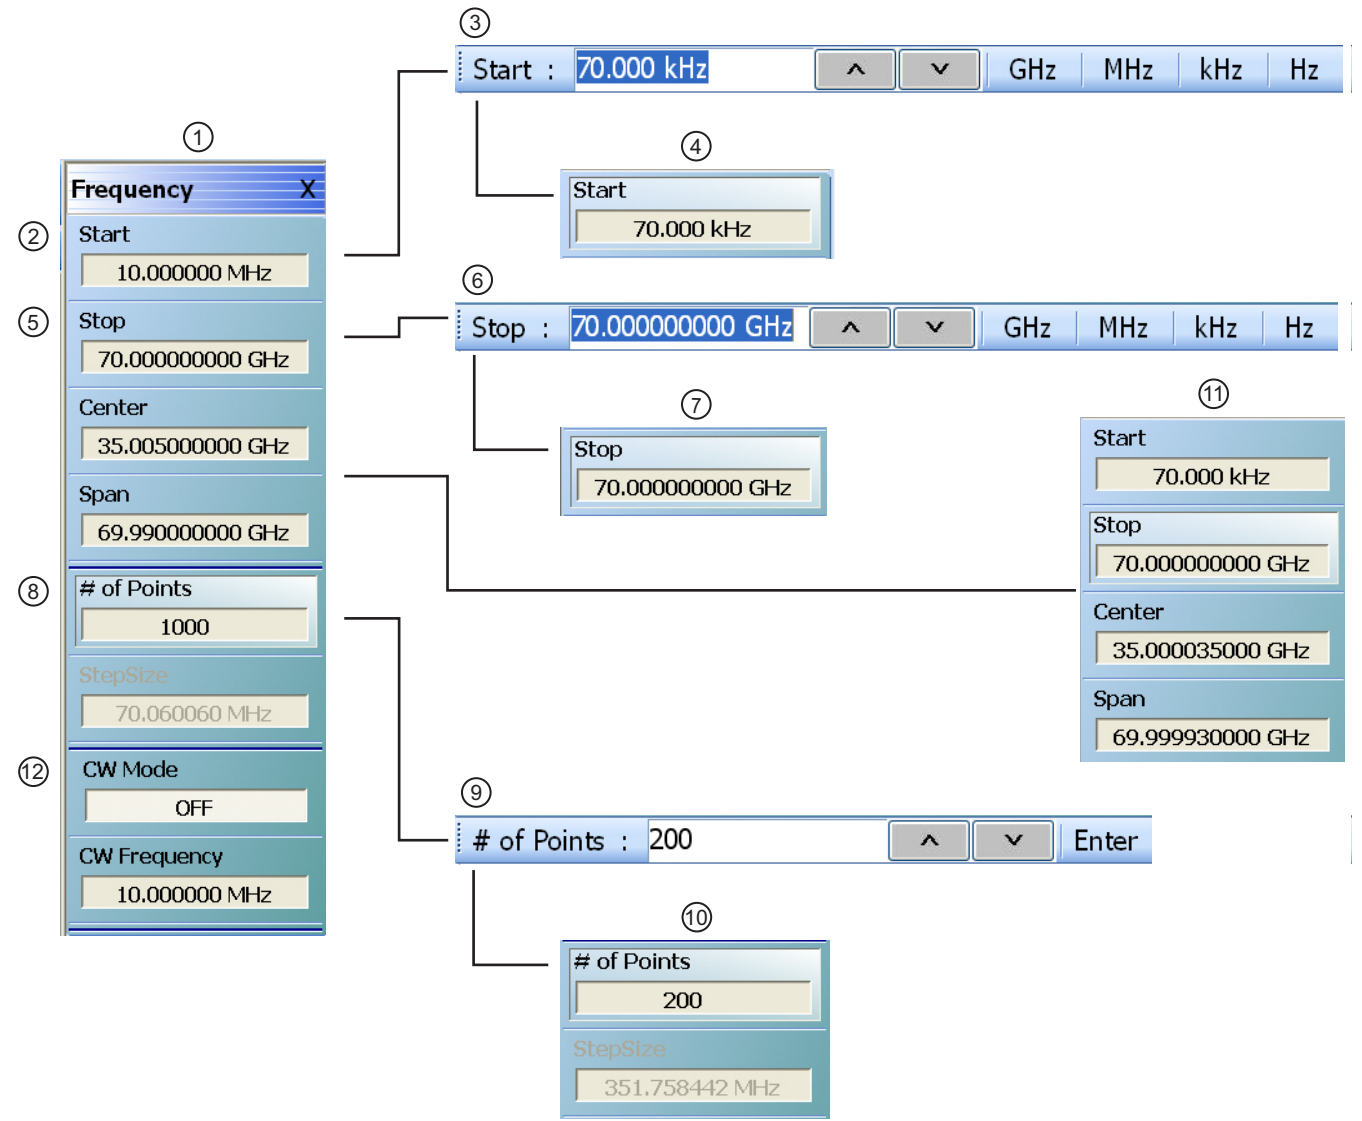 1
Frequency X
2
Start
10.000000 MHz
5
Stop
70.000000000 GHz
Center
35.005000000 GHz
Span
69.990000000 GHz
8
# of Points
1000
StepSize
70.060060 MHz
12
CW Mode
OFF
CW Frequency
10.000000 MHz
3
Start : 70.000 kHz ^ v GHz MHz kHz Hz
4
Start
70.000 kHz
6
Stop : 70.000000000 GHz ^ v GHz MHz kHz Hz
7
Stop
70.000000000 GHz
11
Start
70.000 kHz
Stop
70.000000000 GHz
Center
35.000035000 GHz
Span
69.999930000 GHz
9
# of Points : 200 ^ v Enter
10
# of Points
200
StepSize
351.758442 MHz